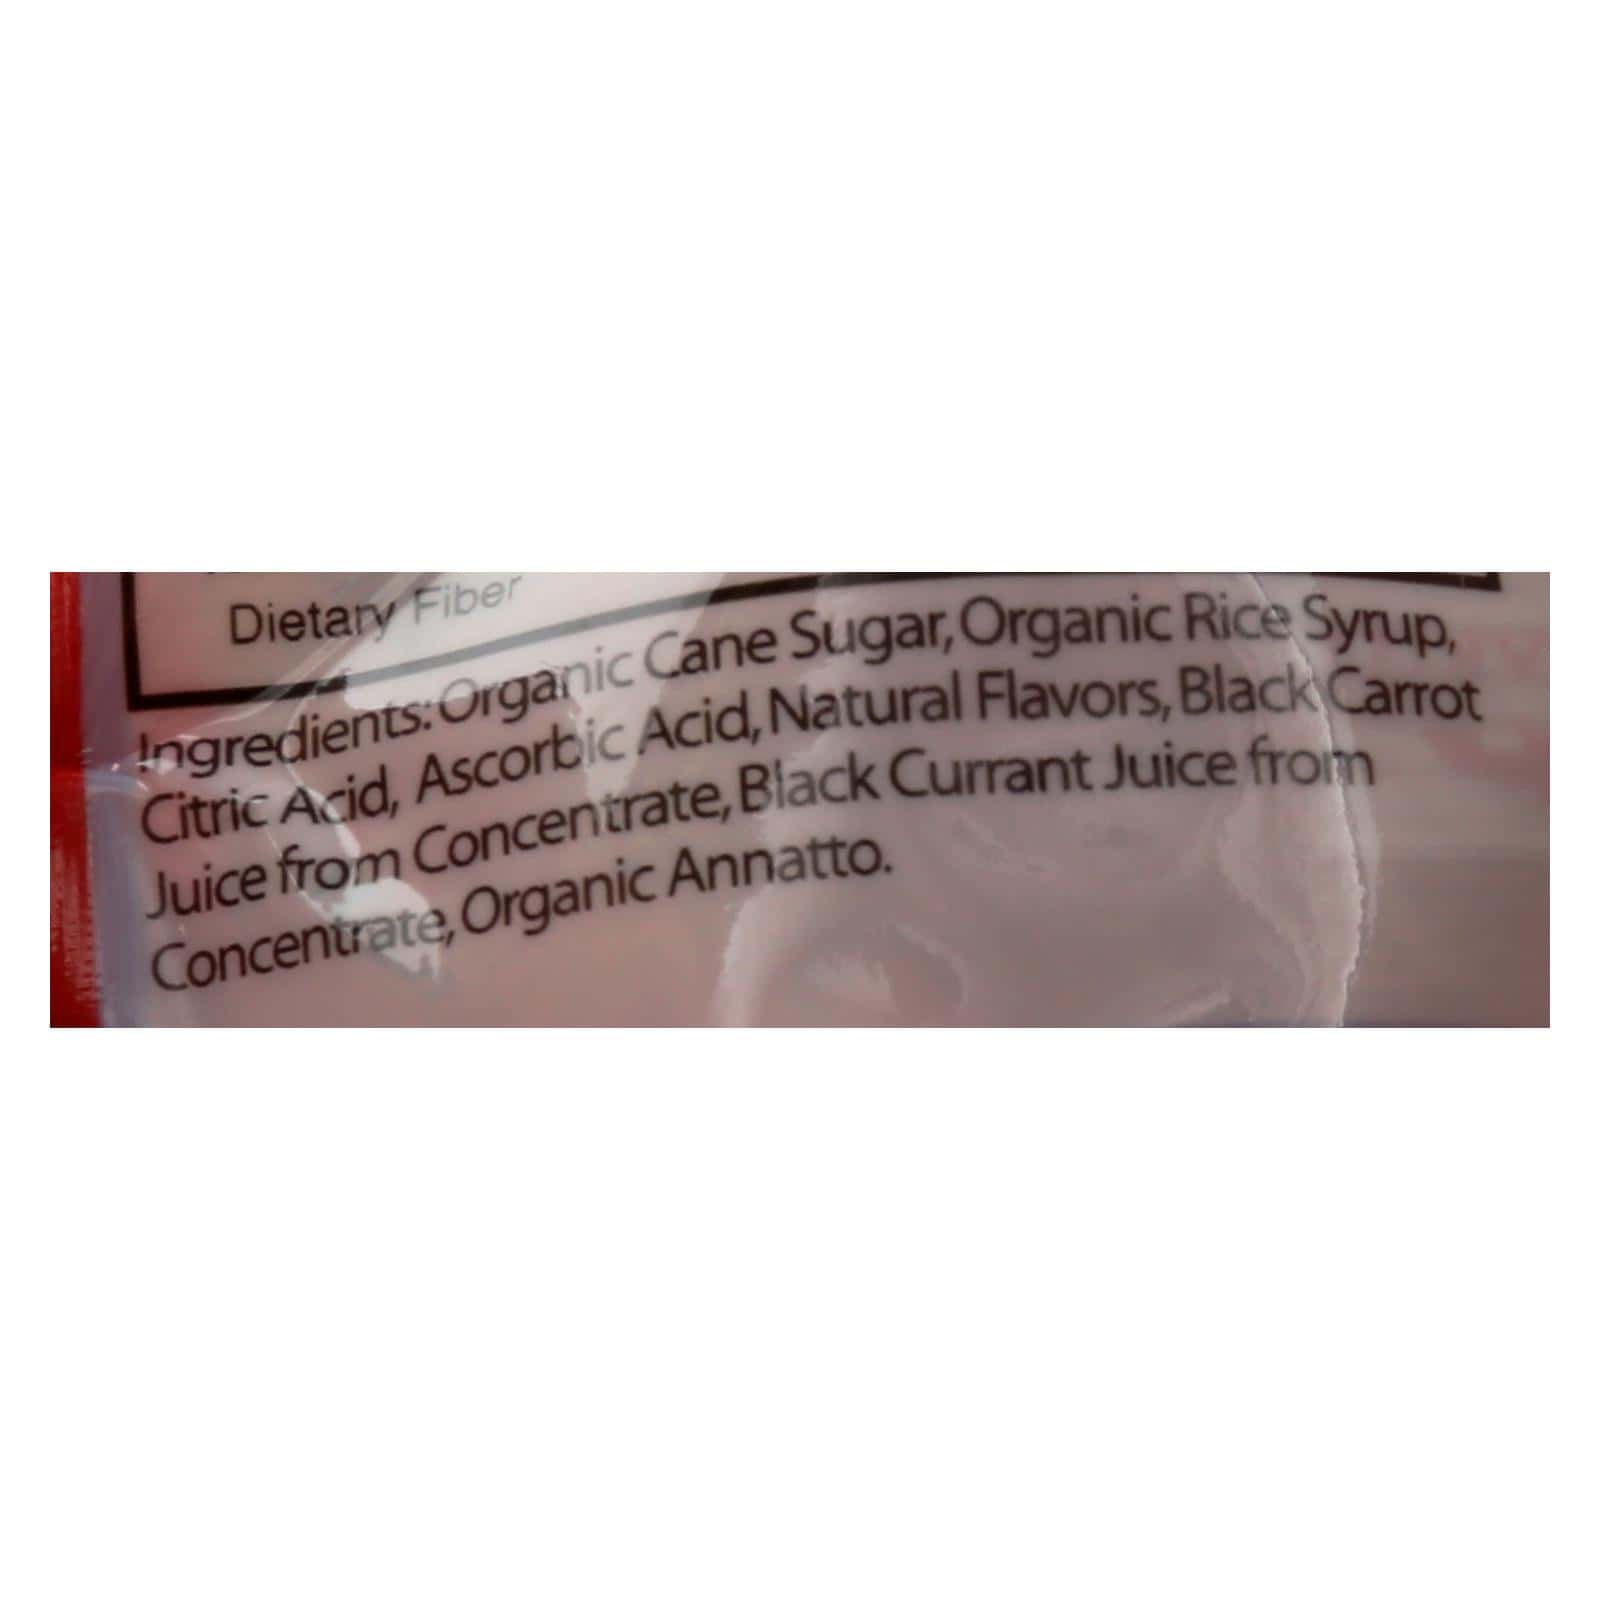 Dietary Fiber
Ingredients: Organic Cane Sugar, Organic Rice Syrup,
Citric Acid, Ascorbic Acid, Natural Flavors, Black Carrot
Juice from Concentrate, Black Currant Juice from
Concentrate, Organic Annatto.